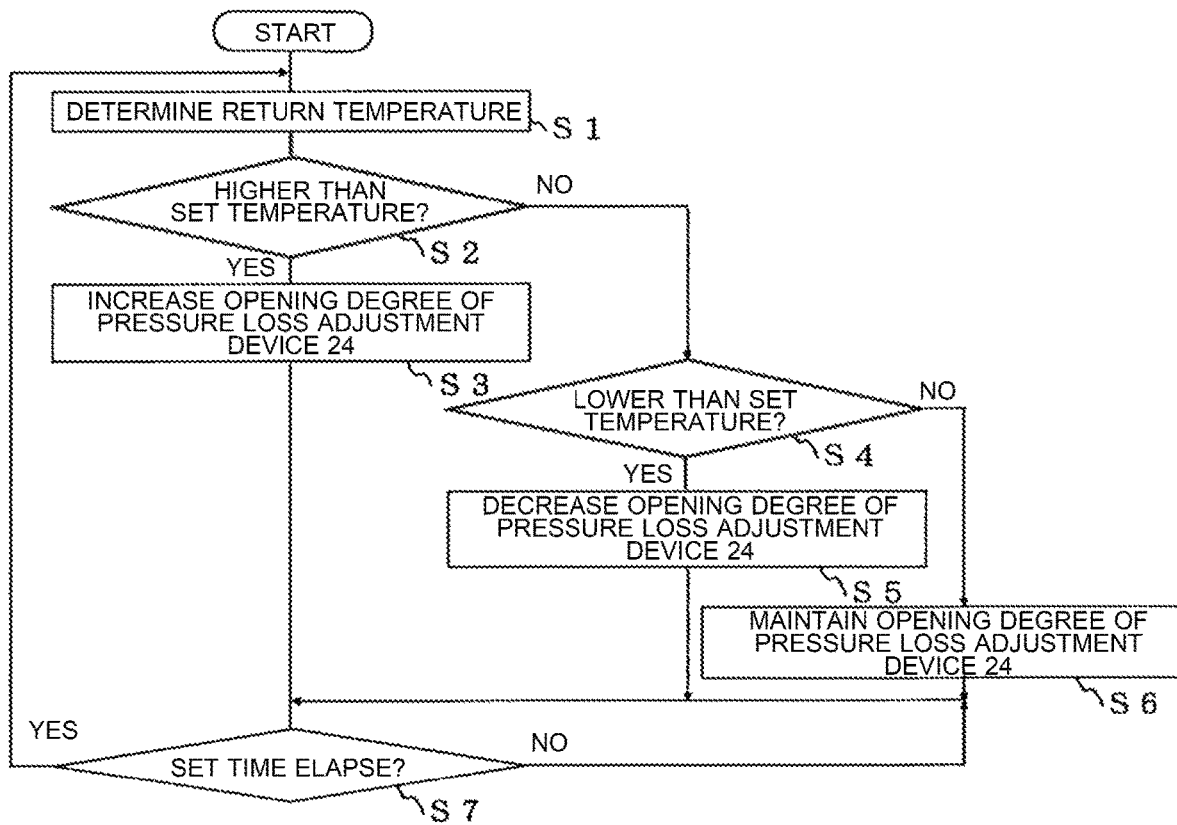 START
DETERMINE RETURN TEMPERATURE
S 1
HIGHER THAN
SET TEMPERATURE?
NO
S 2
YES
INCREASE OPENING DEGREE OF
PRESSURE LOSS ADJUSTMENT
DEVICE 24
S 3
LOWER THAN SET
TEMPERATURE?
NO
S 4
YES
DECREASE OPENING DEGREE OF
PRESSURE LOSS ADJUSTMENT
DEVICE 24
S 5
MAINTAIN OPENING DEGREE OF
PRESSURE LOSS ADJUSTMENT
DEVICE 24
S 6
YES
SET TIME ELAPSE?
NO
S 7